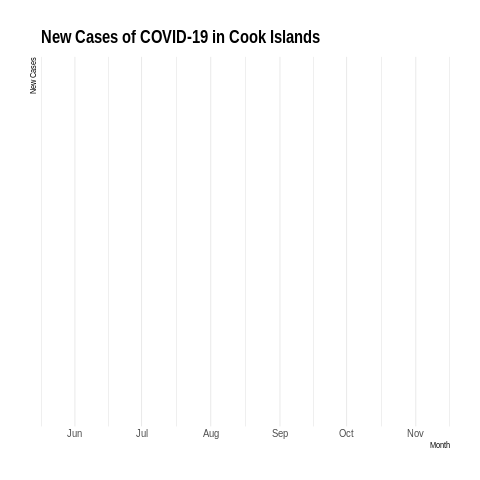 New Cases of COVID-19 in Cook Islands
New Cases
Jun Jul Aug Sep Oct Nov
Month